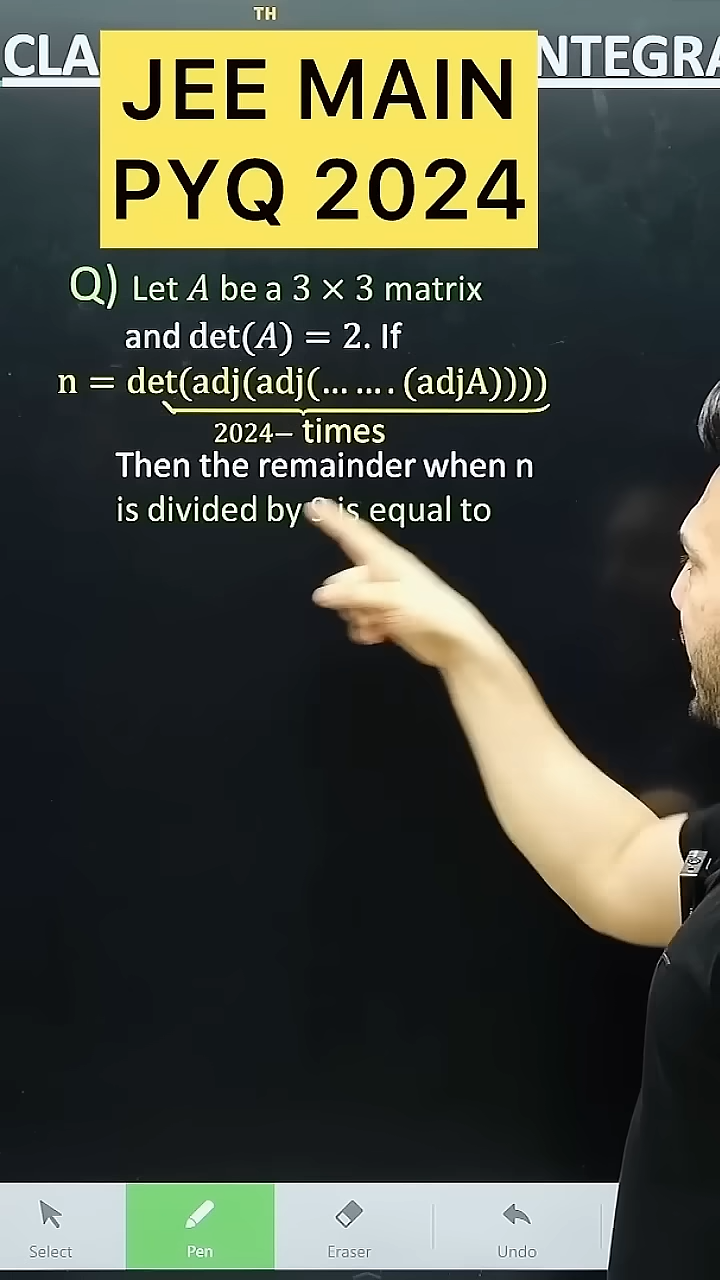 TH
CLA
NTEGRA
JEE MAIN
PYQ 2024
Q) Let A be a 3 × 3 matrix
and det(A) = 2. If
n = det(adj(adj(… … . (adjA))))
2024− times
Then the remainder when n
is divided by is equal to
Select
Pen
Eraser
Undo